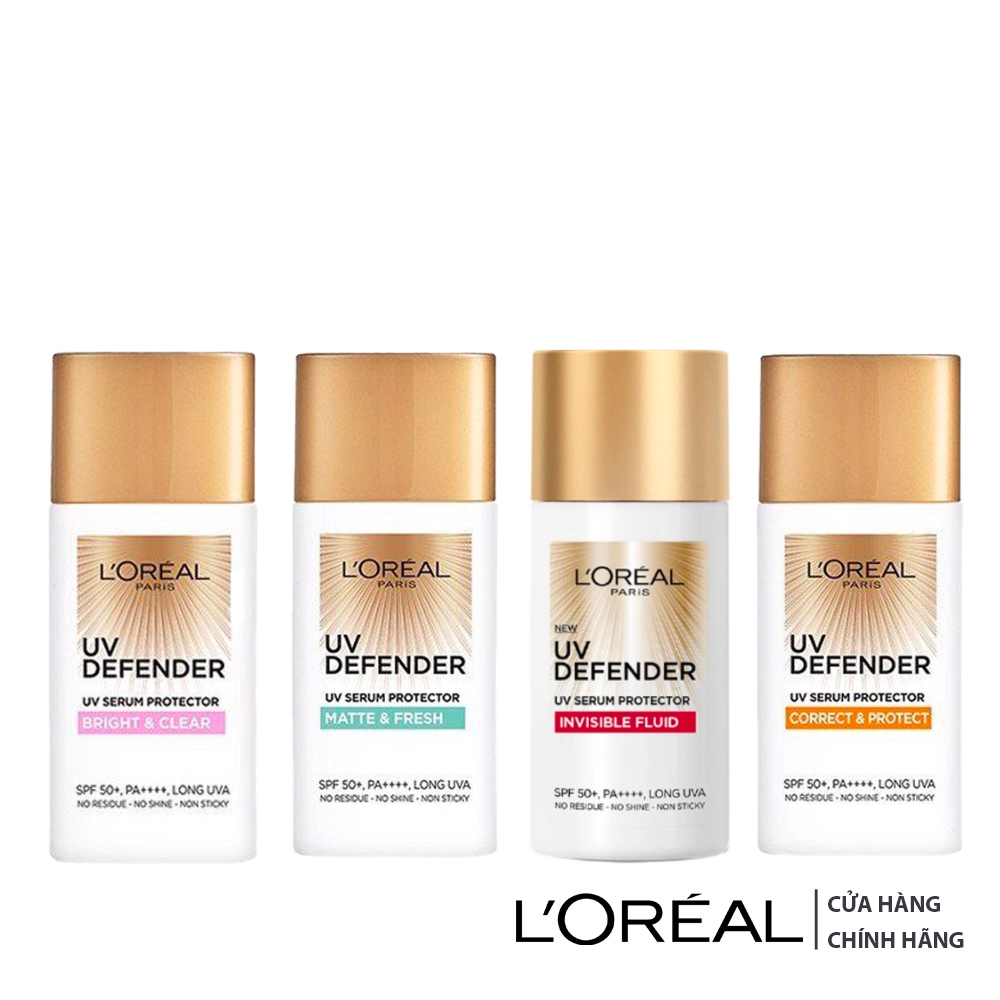 L'ORÉAL
PARIS
UV
DEFENDER
UV SERUM PROTECTOR
BRIGHT & CLEAR
SPF 50+, PA++++, LONG UVA
NO RESIDUE - NO SHINE - NON STICKY
L'ORÉAL
PARIS
UV
DEFENDER
UV SERUM PROTECTOR
MATTE & FRESH
SPF 50+, PA++++, LONG UVA
NO RESIDUE - NO SHINE - NON STICKY
L'ORÉAL
PARIS
NEW
UV
DEFENDER
UV SERUM PROTECTOR
INVISIBLE FLUID
SPF 50+, PA++++, LONG UVA
NO RESIDUE - NO SHINE - NON STICKY
L'ORÉAL
PARIS
UV
DEFENDER
UV SERUM PROTECTOR
CORRECT & PROTECT
SPF 50+, PA++++, LONG UVA
NO RESIDUE - NO SHINE - NON STICKY
L'ORÉAL
CỬA HÀNG
CHÍNH HÃNG